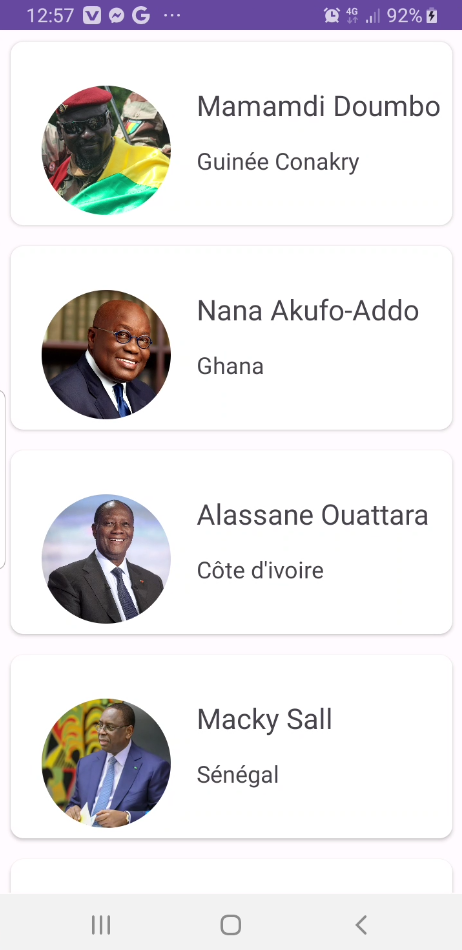 12:57 4G 92%
Mamamdi Doumbo
Guinée Conakry
Nana Akufo-Addo
Ghana
Alassane Ouattara
Côte d'ivoire
Macky Sall
Sénégal